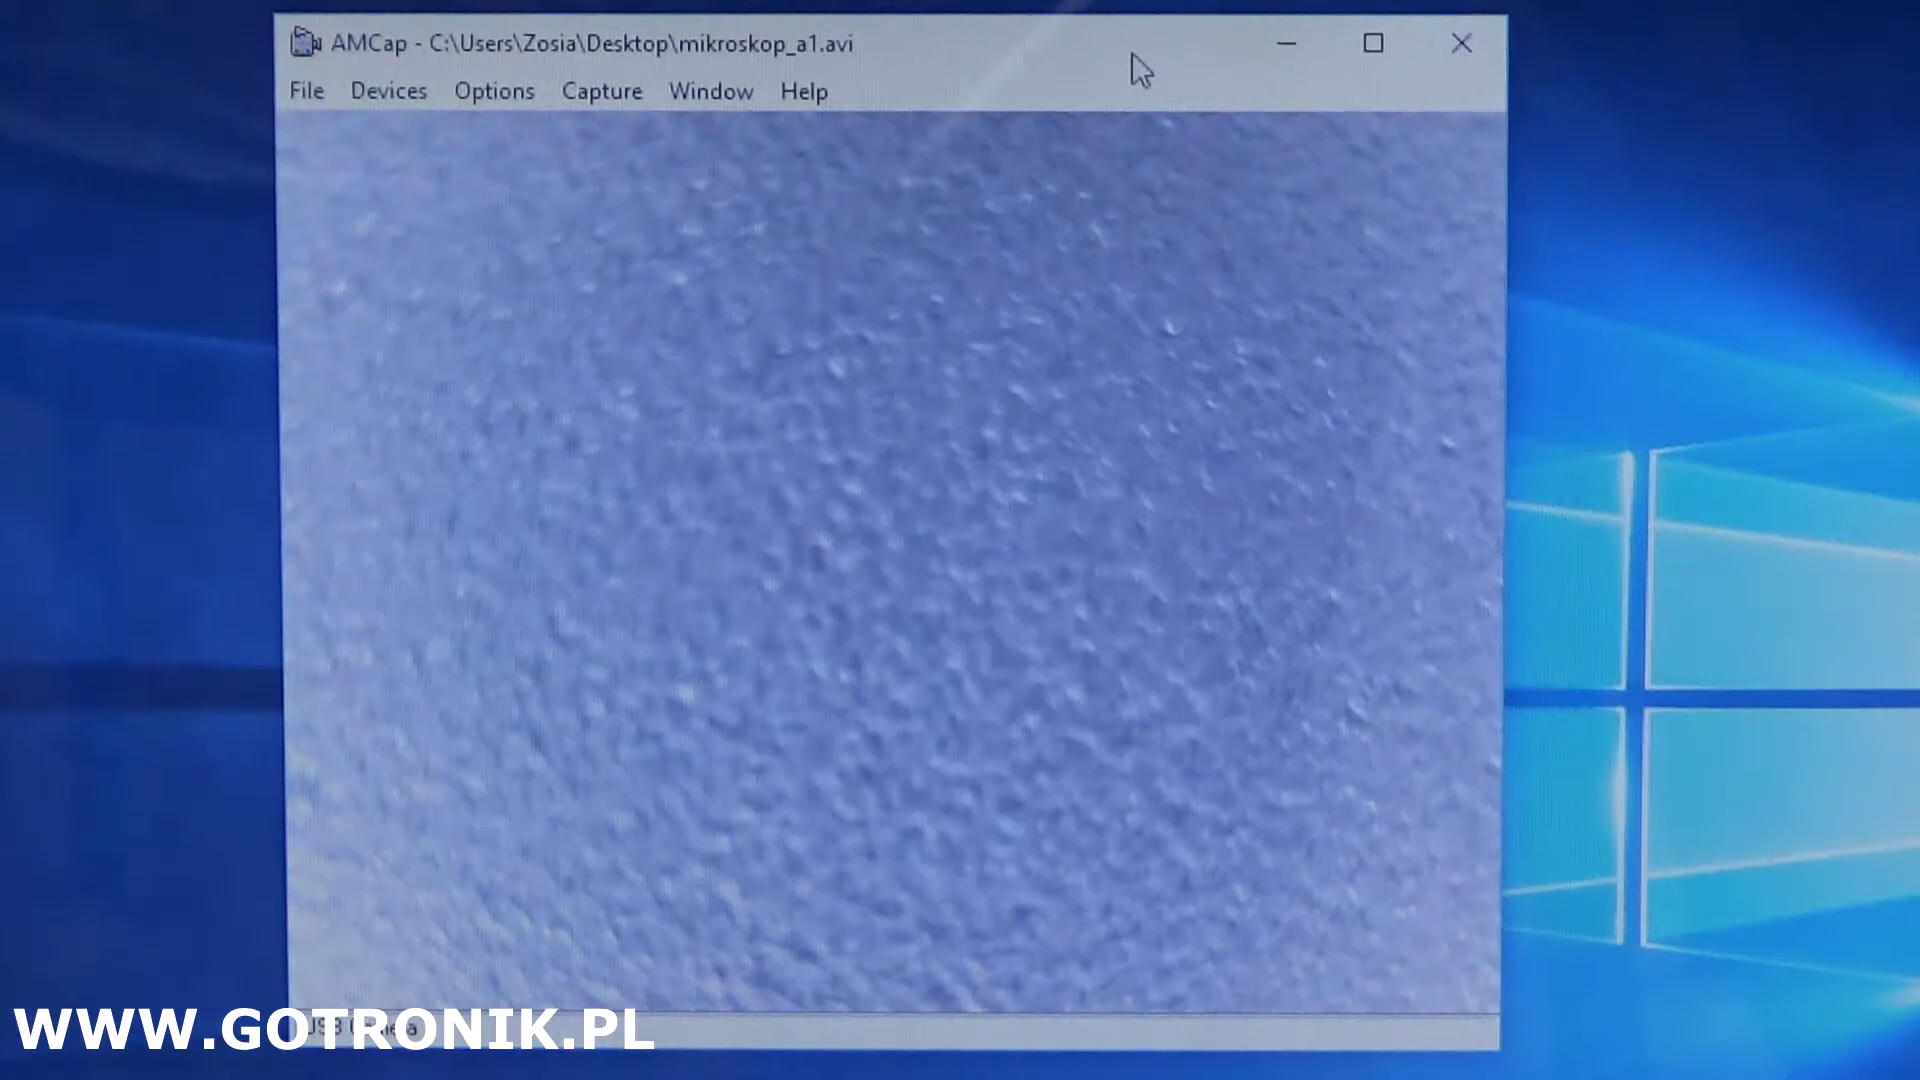 AMCap - C:\Users\Zosia\Desktop\mikroskop_a1.avi
File Devices Options Capture Window Help
WWW.GOTRONIK.PL